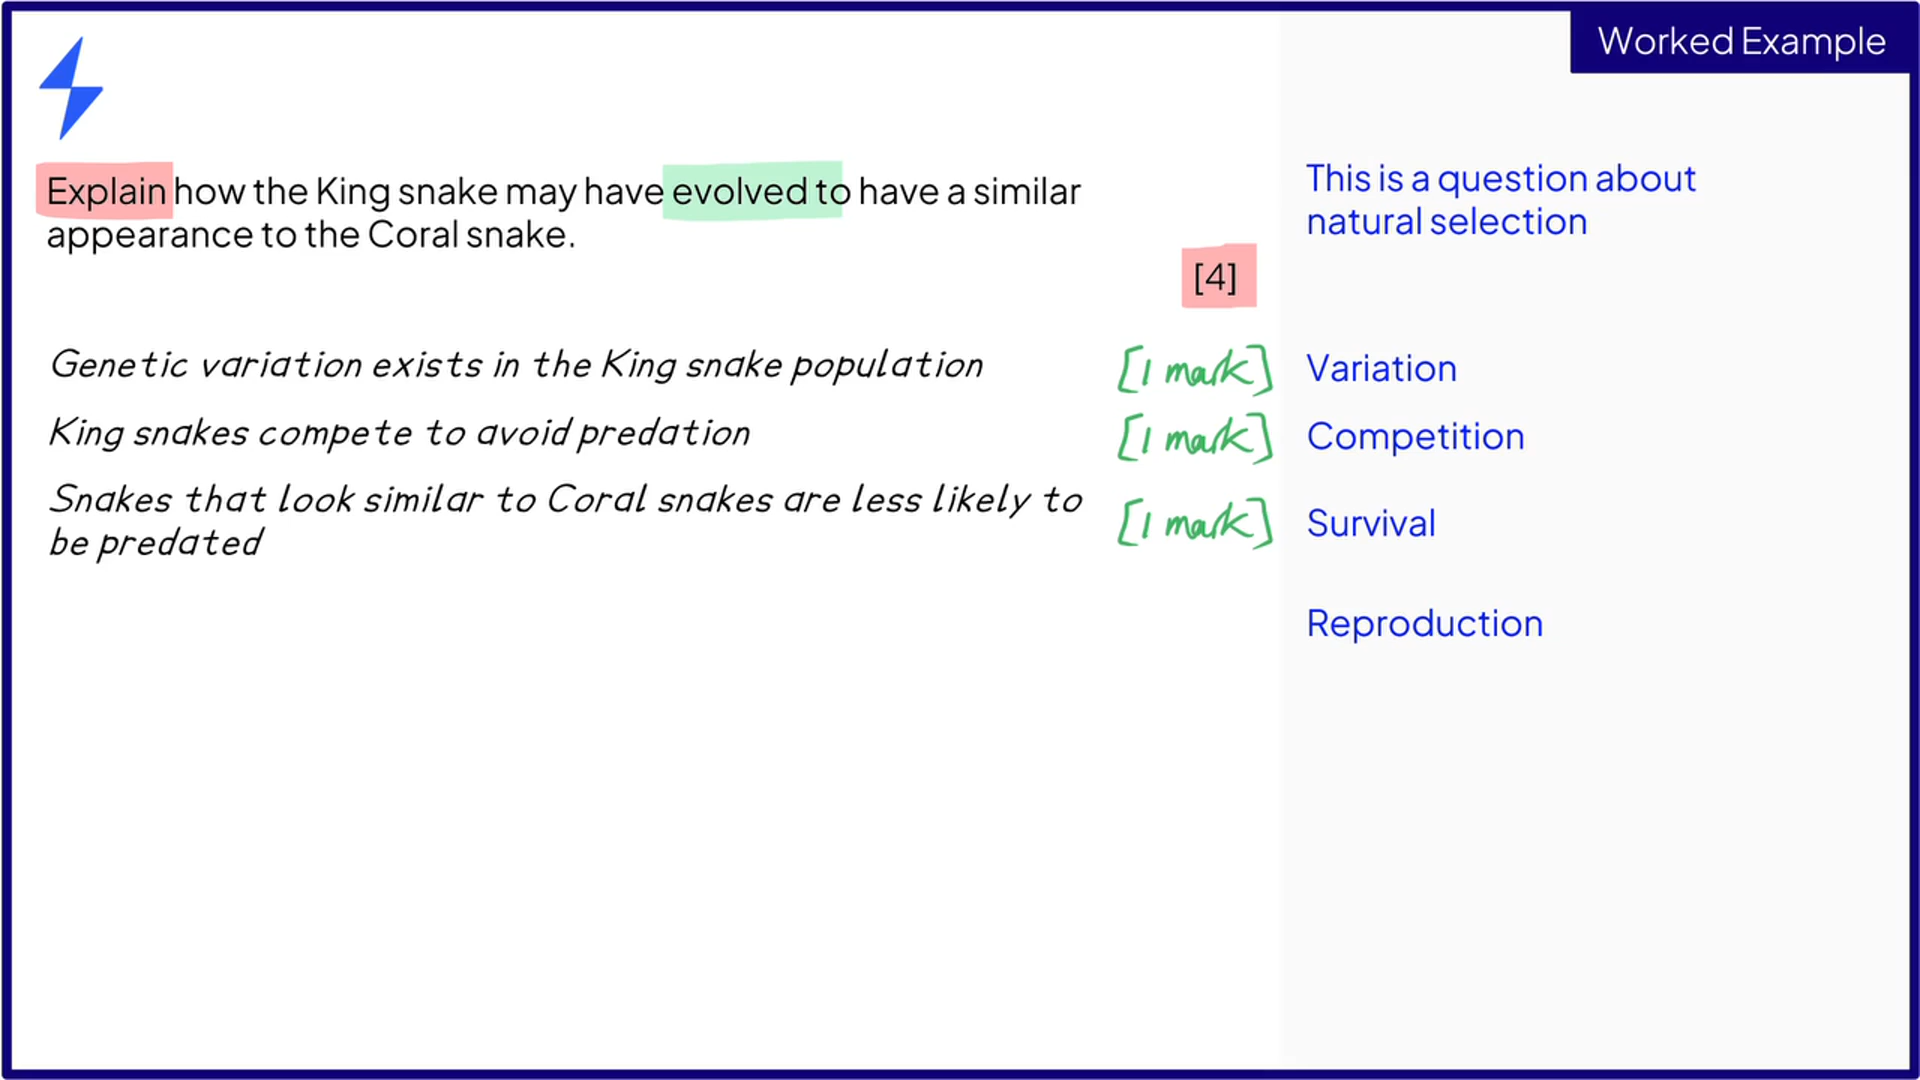 Worked Example
Explain how the King snake may have evolved to have a similar
appearance to the Coral snake.
[4]
This is a question about
natural selection
Genetic variation exists in the King snake population
[1 mark]
Variation
King snakes compete to avoid predation
[1 mark]
Competition
Snakes that look similar to Coral snakes are less likely to
be predated
[1 mark]
Survival
Reproduction